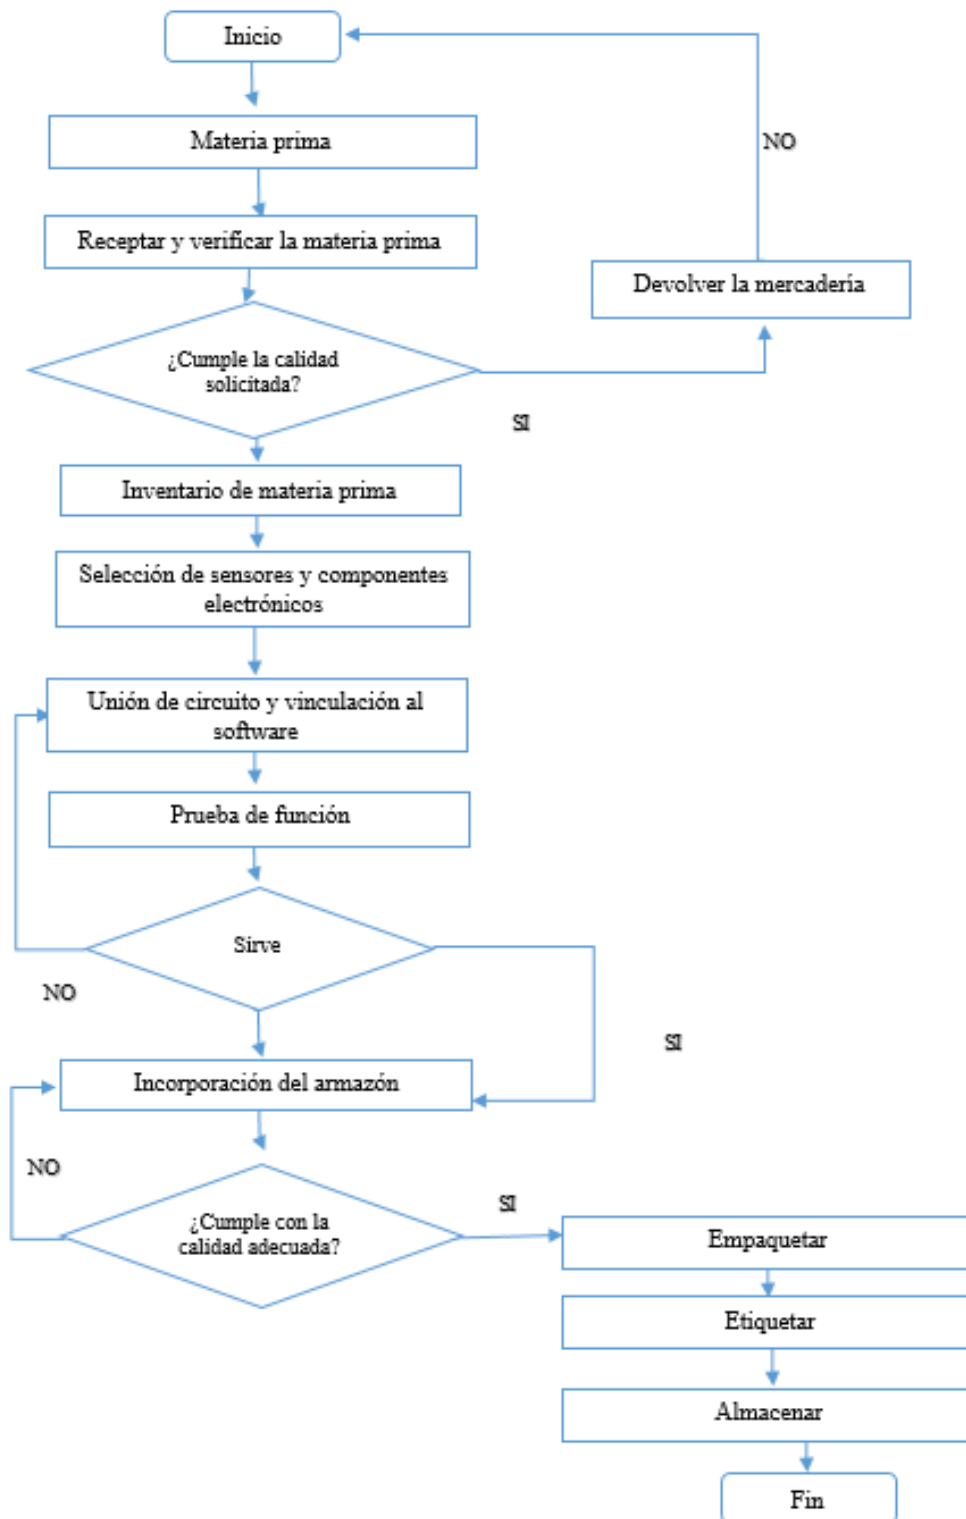 Inicio
Materia prima
NO
Receptar y verificar la materia prima
Devolver la mercadería
¿Cumple la calidad
solicitada?
SI
Inventario de materia prima
Selección de sensores y componentes
electrónicos
Unión de circuito y vinculación al
software
Prueba de función
Sirve
NO
SI
Incorporación del armazón
NO
¿Cumple con la
calidad adecuada?
SI
Empaquetar
Etiquetar
Almacenar
Fin